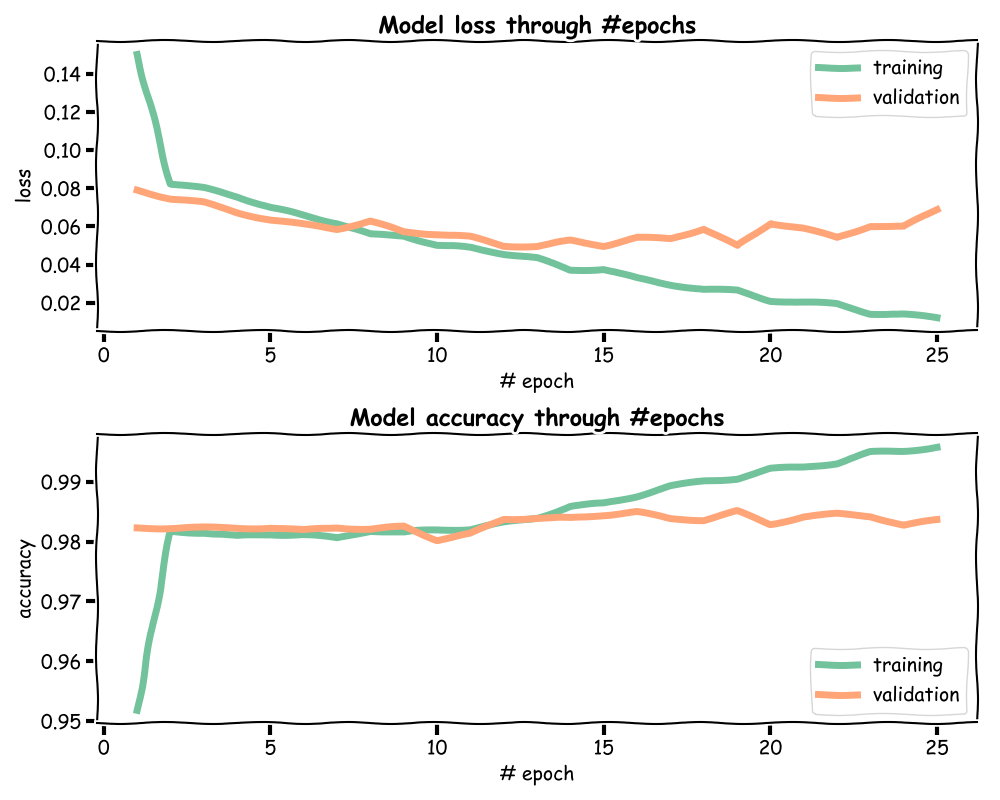 Model loss through #epochs
training
validation
loss
0.14
0.12
0.10
0.08
0.06
0.04
0.02
0 5 10 15 20 25
# epoch
Model accuracy through #epochs
accuracy
0.99
0.98
0.97
0.96
0.95
training
validation
0 5 10 15 20 25
# epoch